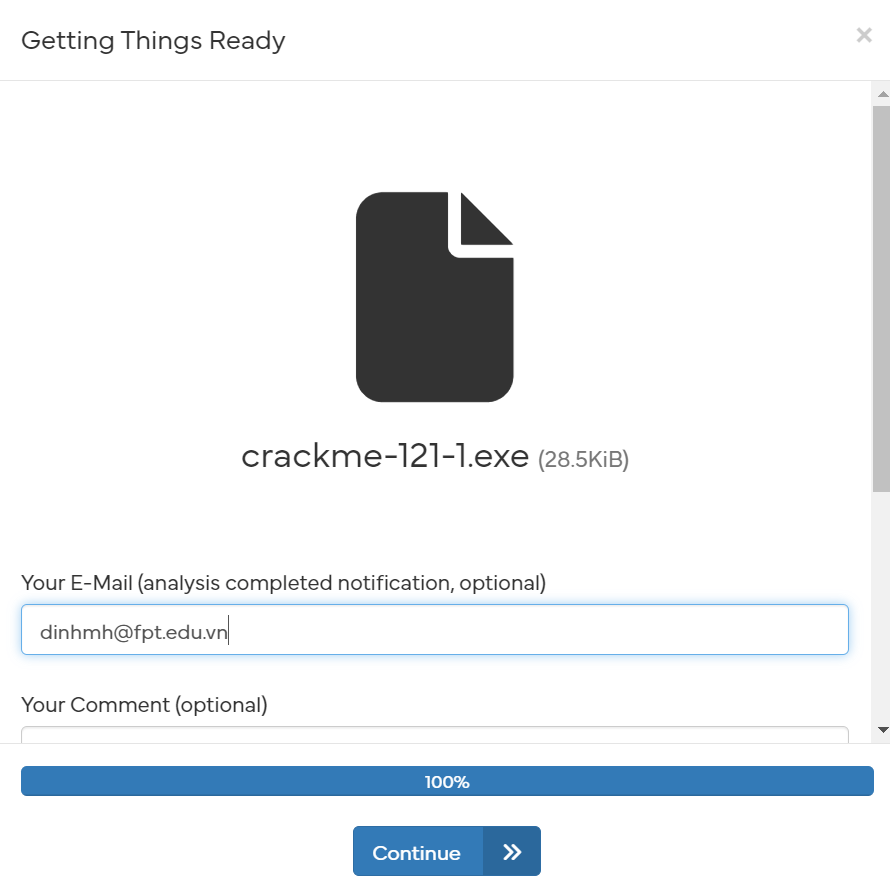 Getting Things Ready
×
crackme-121-1.exe (28.5KiB)
Your E-Mail (analysis completed notification, optional)
dinhmh@fpt.edu.vn
Your Comment (optional)
100%
Continue »